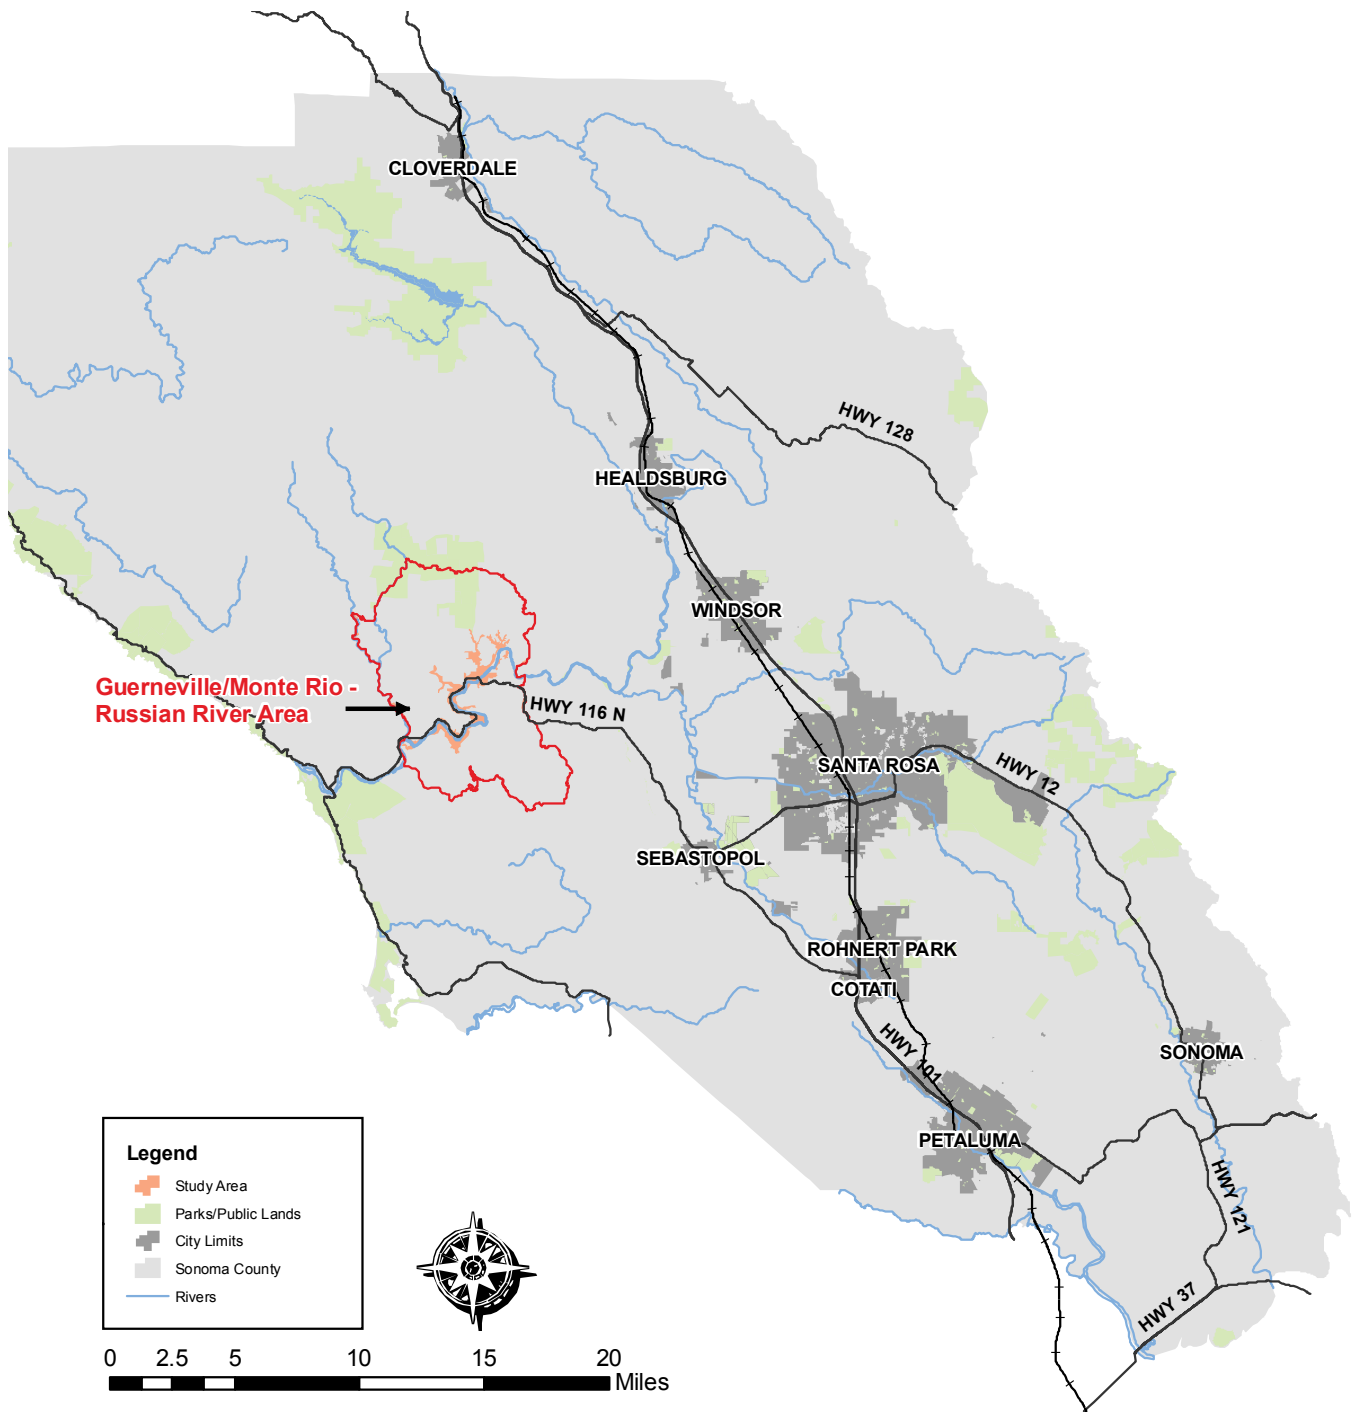 CLOVERDALE
HWY 128
HEALDSBURG
WINDSOR
Guerneville/Monte Rio -
Russian River Area
HWY 116 N
SANTA ROSA
HWY 12
SEBASTOPOL
ROHNERT PARK
COTATI
HWY 101
SONOMA
PETALUMA
HWY 121
HWY 37
Legend
Study Area
Parks/Public Lands
City Limits
Sonoma County
Rivers
0 2.5 5 10 15 20
Miles